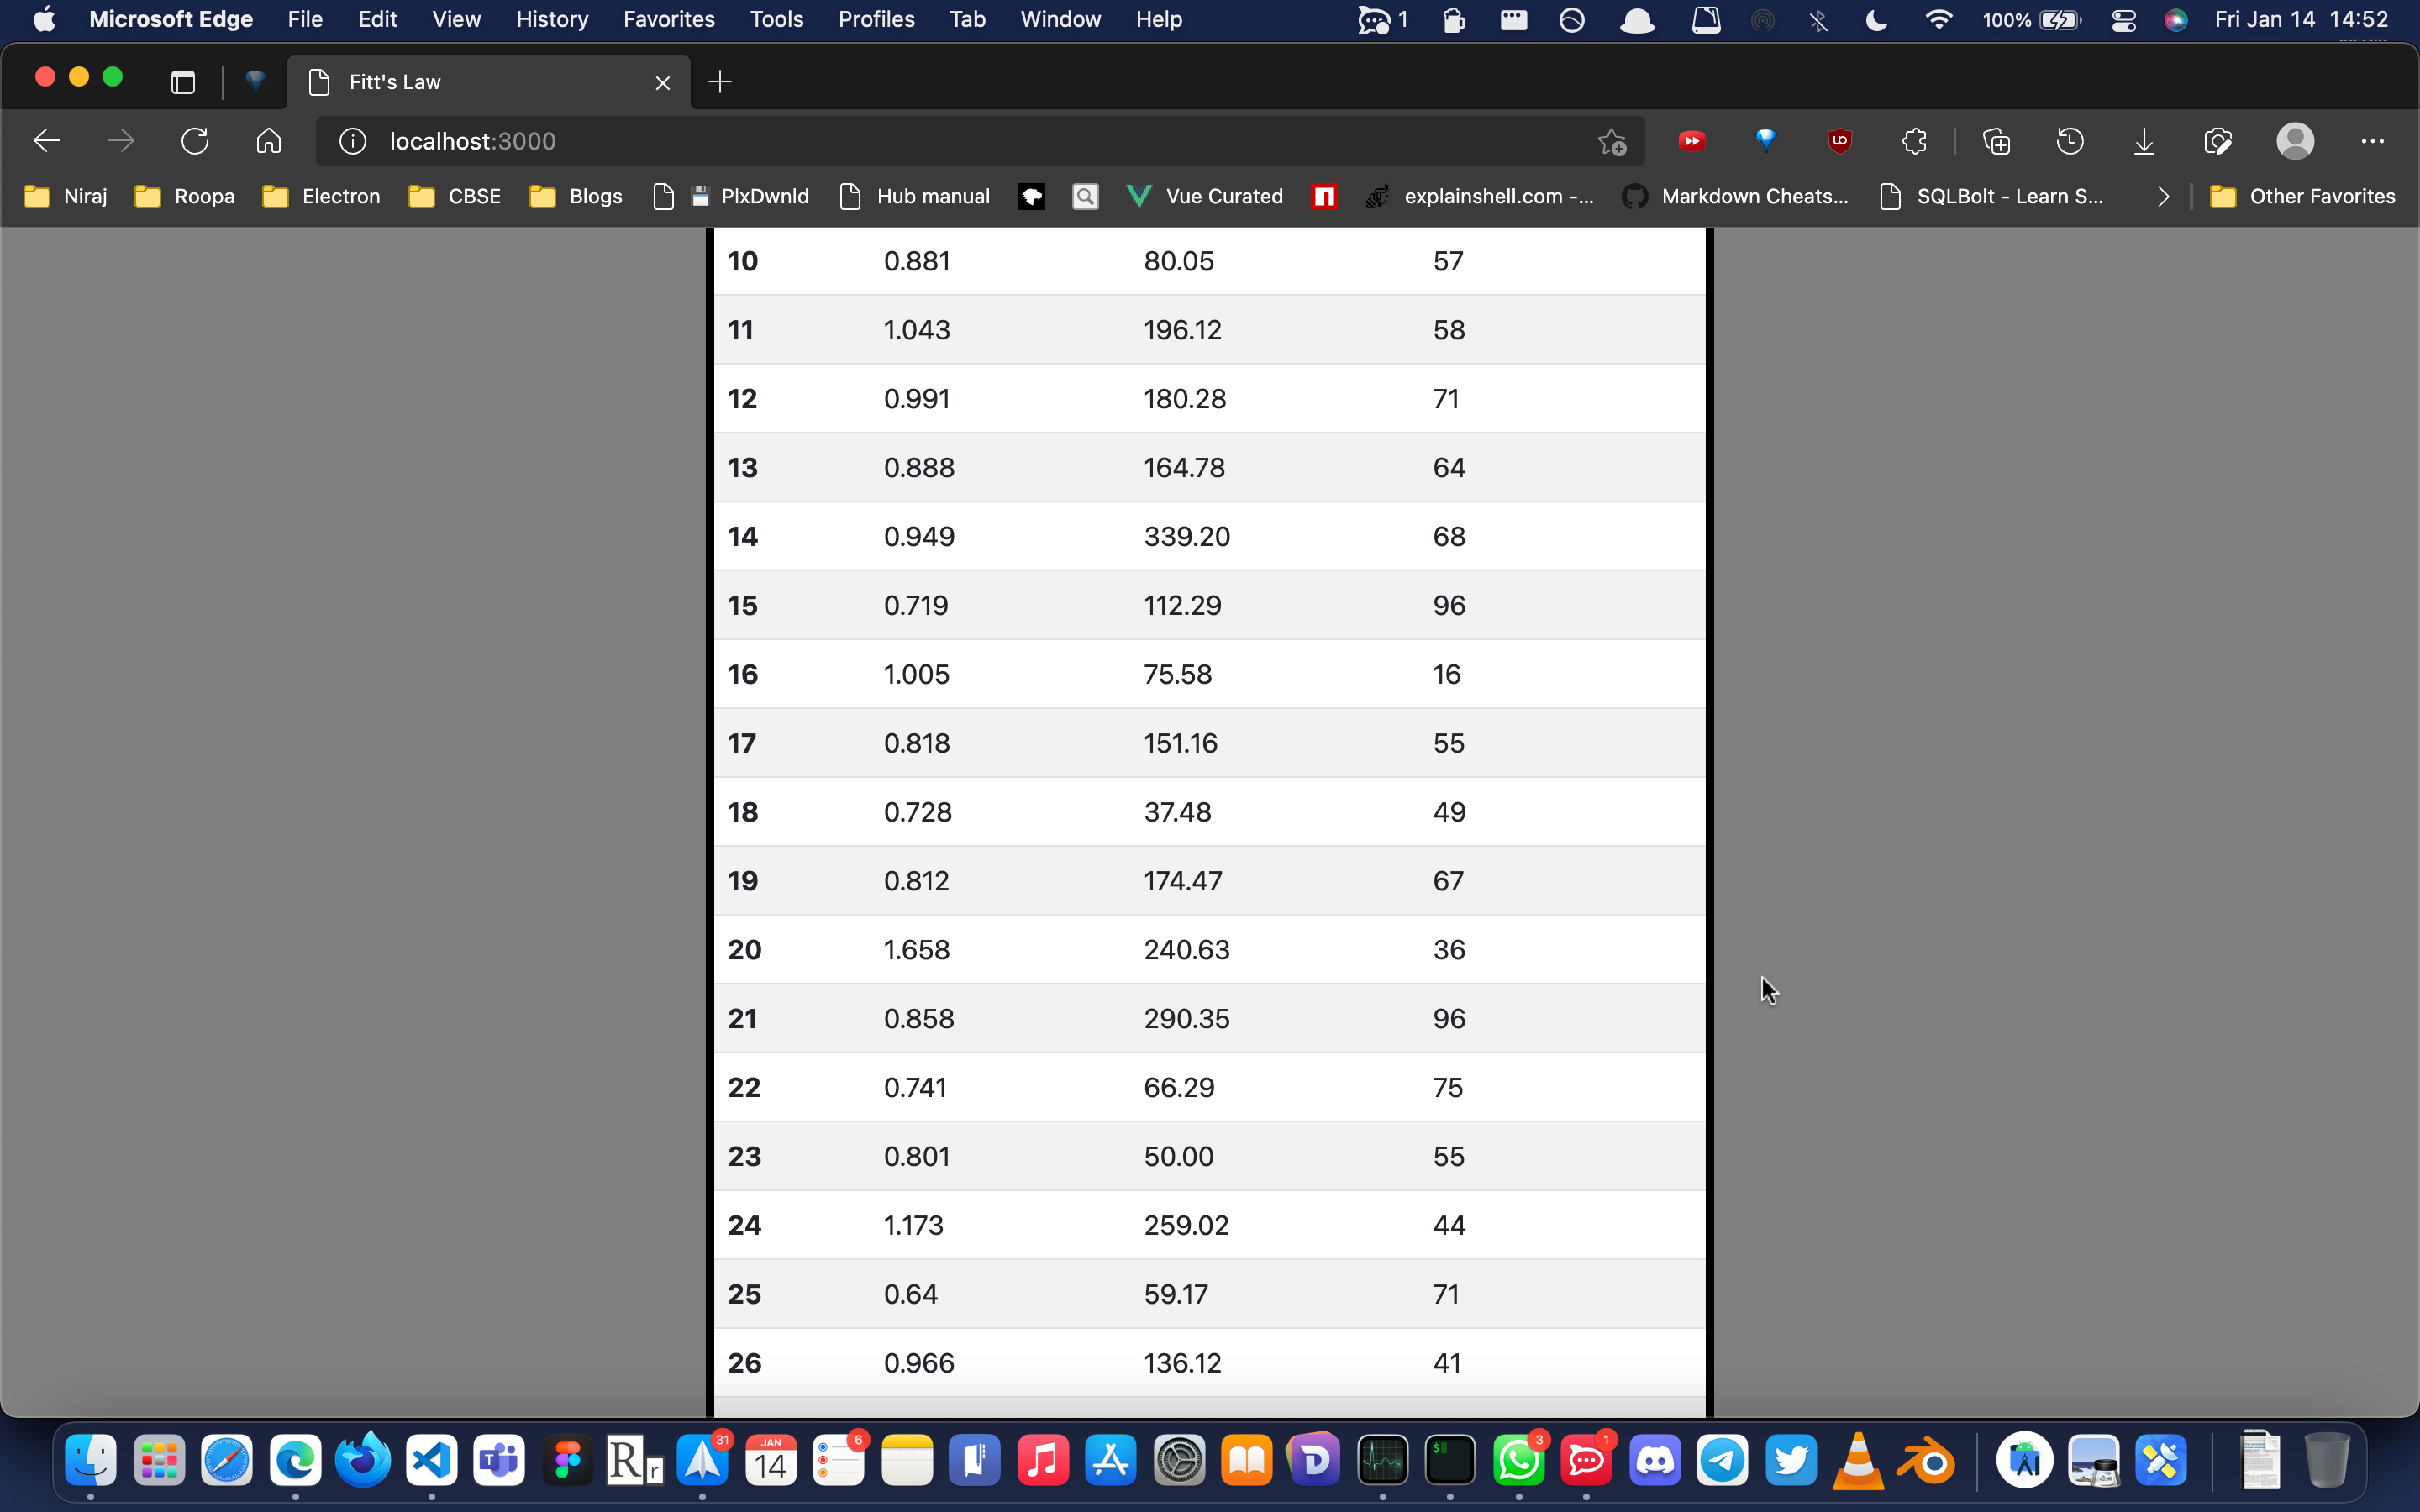 Microsoft Edge File Edit View History Favorites Tools Profiles Tab Window Help 1 100% Fri Jan 14 14:52
Fitt's Law
localhost:3000
Niraj Roopa Electron CBSE Blogs PlxDwnld Hub manual Vue Curated explainshell.com -... Markdown Cheats... SQLBolt - Learn S... Other Favorites
10 0.881 80.05 57
11 1.043 196.12 58
12 0.991 180.28 71
13 0.888 164.78 64
14 0.949 339.20 68
15 0.719 112.29 96
16 1.005 75.58 16
17 0.818 151.16 55
18 0.728 37.48 49
19 0.812 174.47 67
20 1.658 240.63 36
21 0.858 290.35 96
22 0.741 66.29 75
23 0.801 50.00 55
24 1.173 259.02 44
25 0.64 59.17 71
26 0.966 136.12 41
31 JAN 6 3 1
14